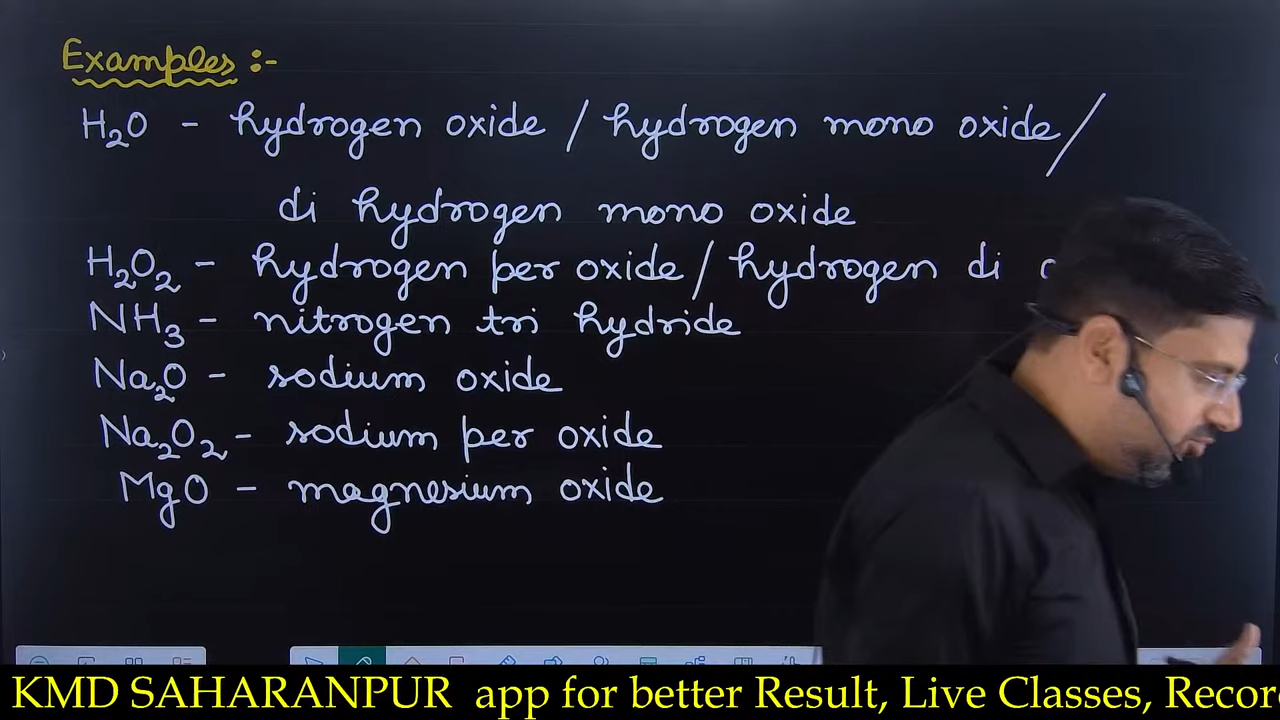 Examples :-
H₂O - hydrogen oxide / hydrogen mono oxide /
di hydrogen mono oxide
H₂O₂ - hydrogen per oxide / hydrogen di
NH₃ - nitrogen tri hydride
Na₂O - sodium oxide
Na₂O₂ - sodium per oxide
MgO - magnesium oxide
KMD SAHARANPUR app for better Result, Live Classes, Recor